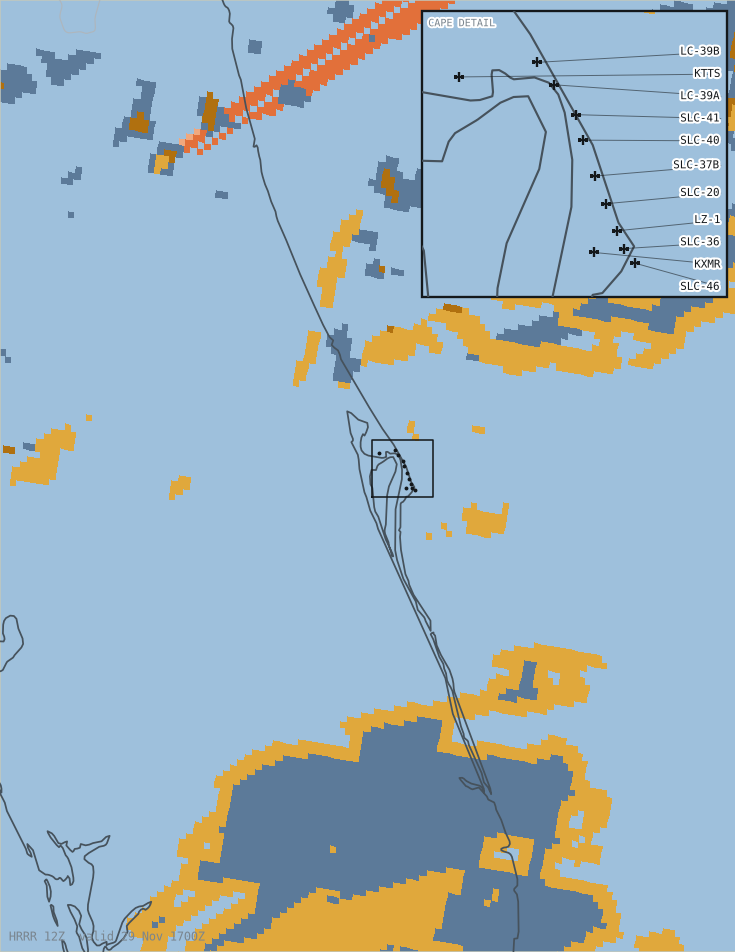 CAPE DETAIL
LC-39B
KTTS
LC-39A
SLC-41
SLC-40
SLC-37B
SLC-20
LZ-1
SLC-36
KXMR
SLC-46
HRRR 12Z valid 29 Nov 1700Z